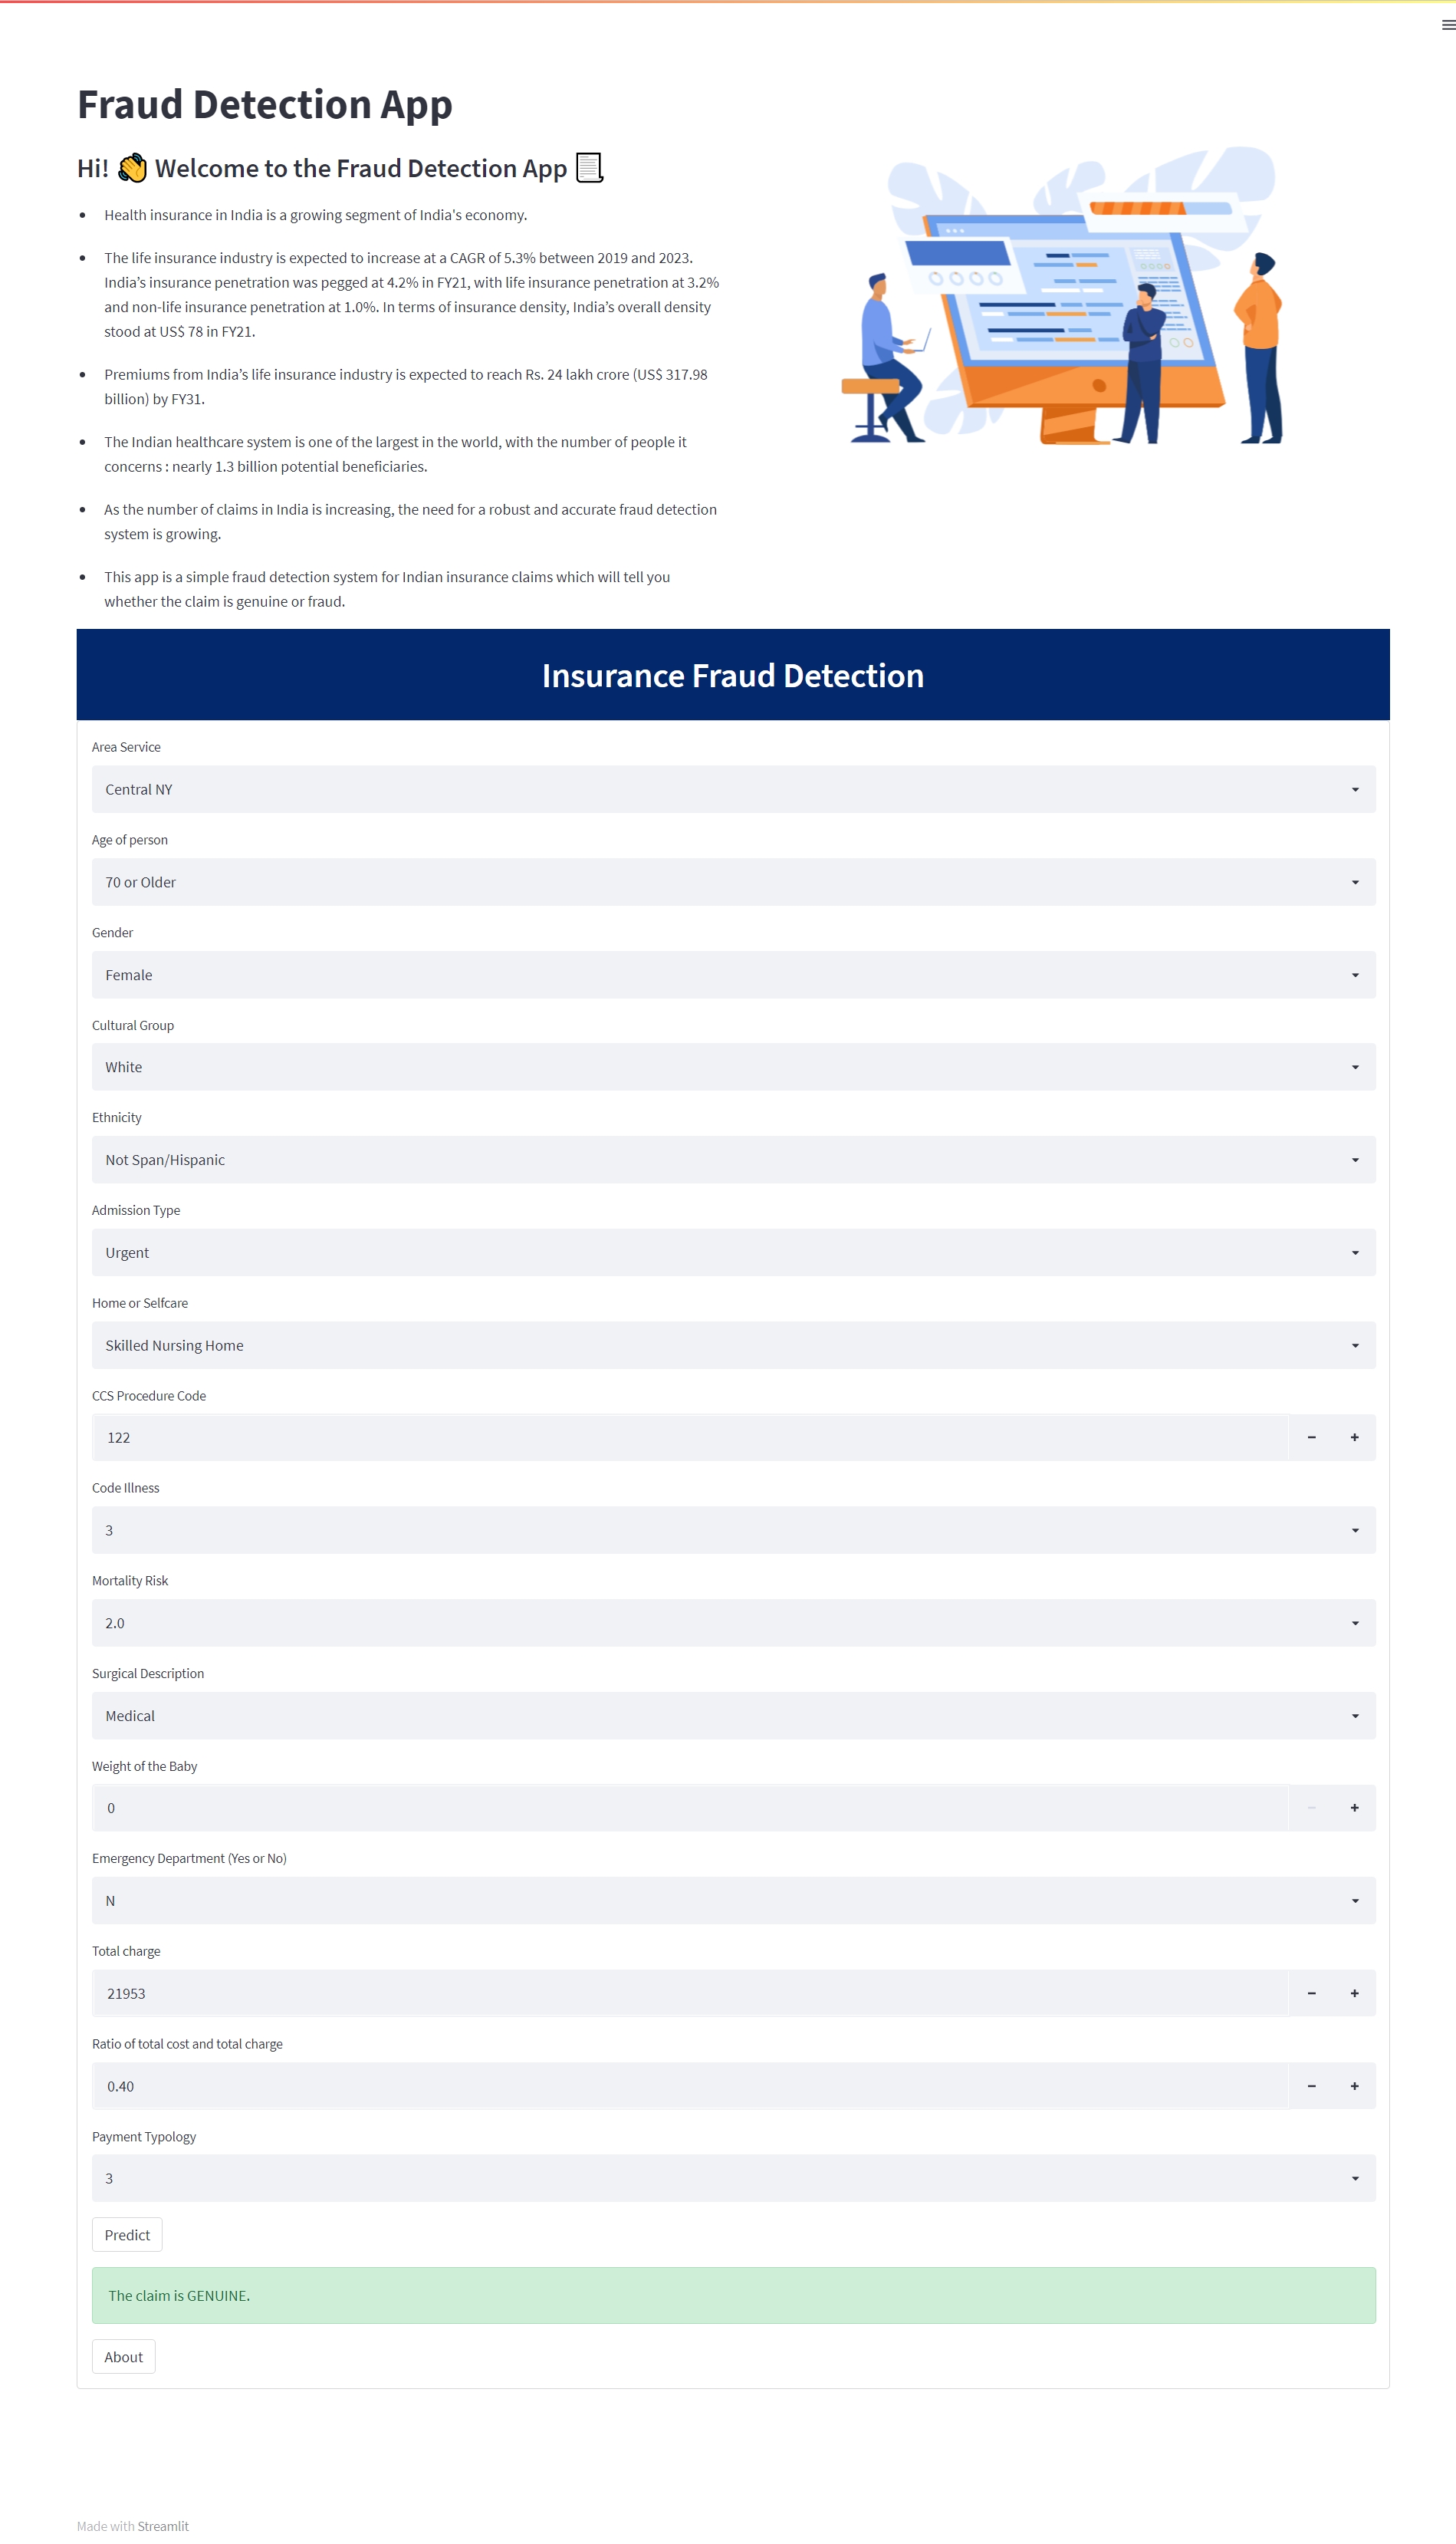 Fraud Detection App
Hi! 👋 Welcome to the Fraud Detection App 📃
• Health insurance in India is a growing segment of India's economy.
• The life insurance industry is expected to increase at a CAGR of 5.3% between 2019 and 2023.
India’s insurance penetration was pegged at 4.2% in FY21, with life insurance penetration at 3.2%
and non-life insurance penetration at 1.0%. In terms of insurance density, India’s overall density
stood at US$ 78 in FY21.
• Premiums from India’s life insurance industry is expected to reach Rs. 24 lakh crore (US$ 317.98
billion) by FY31.
• The Indian healthcare system is one of the largest in the world, with the number of people it
concerns : nearly 1.3 billion potential beneficiaries.
• As the number of claims in India is increasing, the need for a robust and accurate fraud detection
system is growing.
• This app is a simple fraud detection system for Indian insurance claims which will tell you
whether the claim is genuine or fraud.
Insurance Fraud Detection
Area Service
Central NY
Age of person
70 or Older
Gender
Female
Cultural Group
White
Ethnicity
Not Span/Hispanic
Admission Type
Urgent
Home or Selfcare
Skilled Nursing Home
CCS Procedure Code
122
Code Illness
3
Mortality Risk
2.0
Surgical Description
Medical
Weight of the Baby
0
Emergency Department (Yes or No)
N
Total charge
21953
Ratio of total cost and total charge
0.40
Payment Typology
3
Predict
The claim is GENUINE.
About
Made with Streamlit